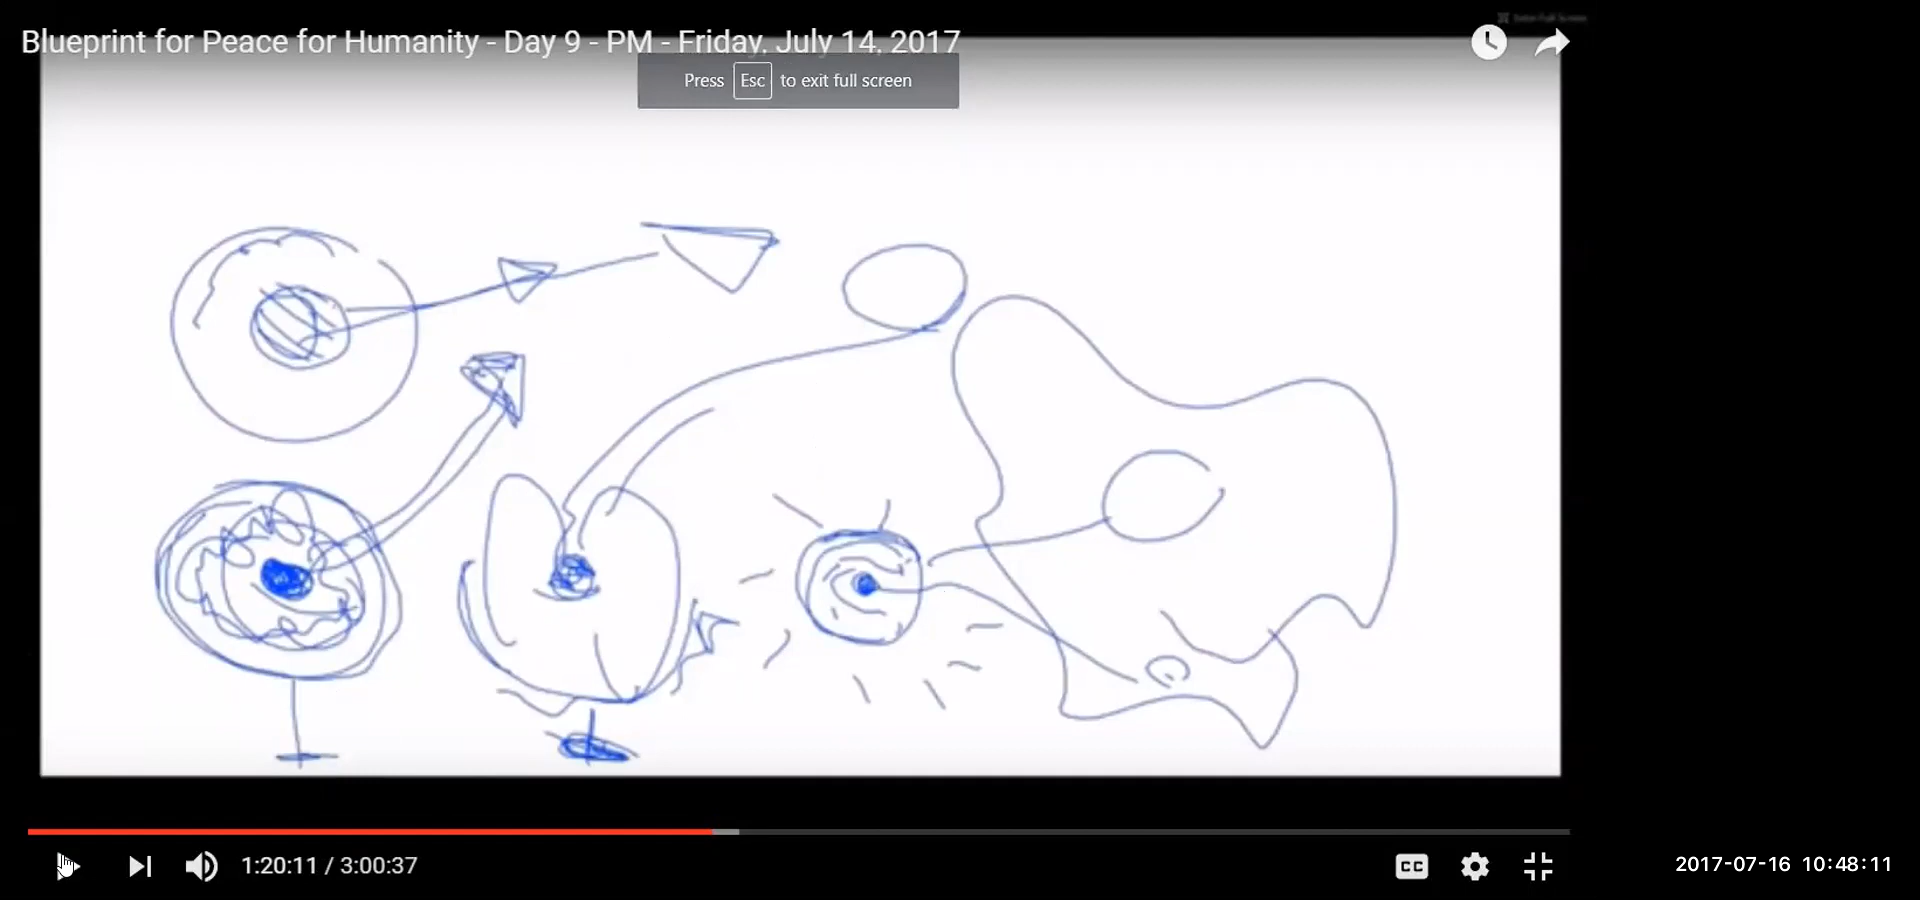 Blueprint for Peace for Humanity - Day 9 - PM - Friday, July 14, 2017
Press Esc to exit full screen
1:20:11 / 3:00:37
CC
2017-07-16 10:48:11